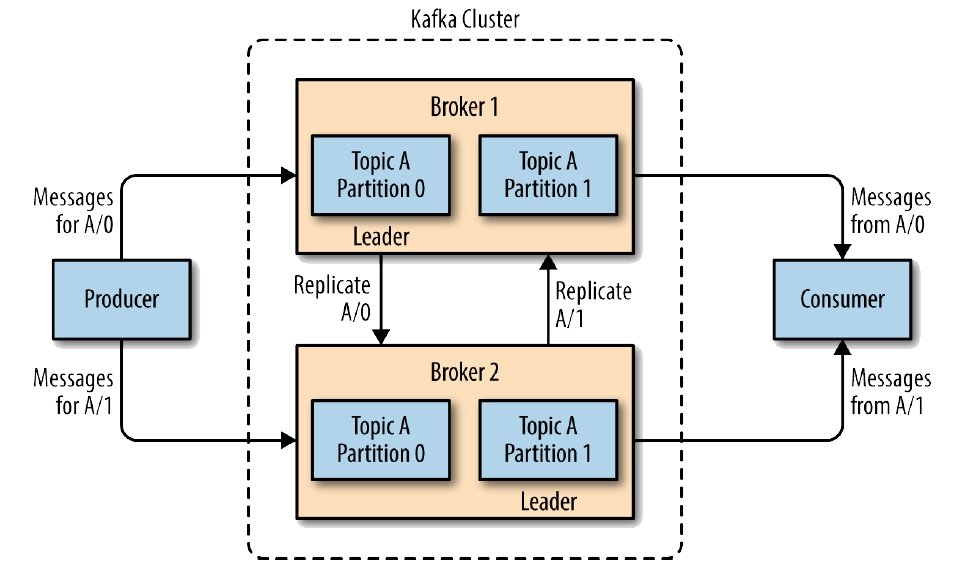 Kafka Cluster
Broker 1
Topic A
Partition 0
Topic A
Partition 1
Leader
Messages
for A/0
Messages
from A/0
Producer
Replicate
A/0
Replicate
A/1
Consumer
Messages
for A/1
Messages
from A/1
Broker 2
Topic A
Partition 0
Topic A
Partition 1
Leader